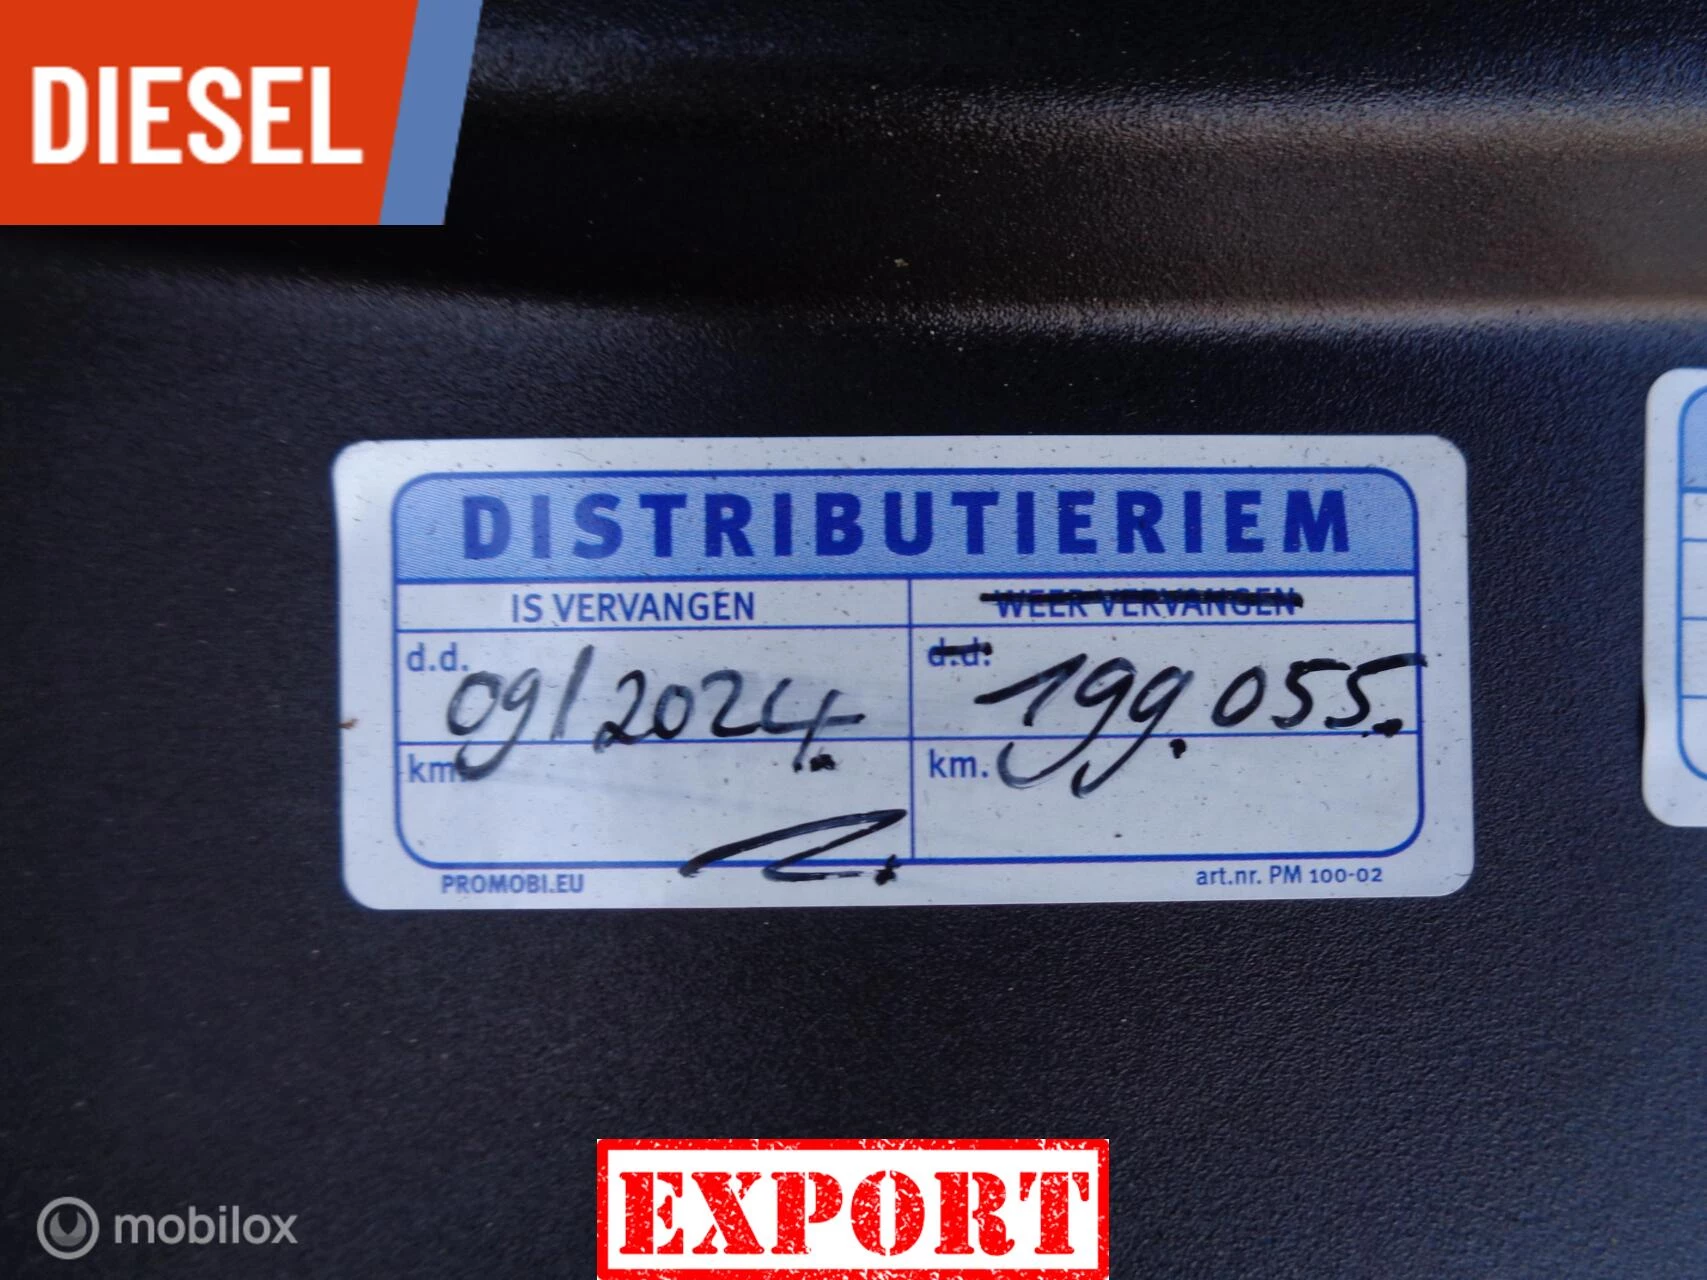 DIESEL
DISTRIBUTIERIEM
IS VERVANGEN WEER VERVANGEN
d.d. 09/2024. d.d. 199.055.
km. km.
PROMOBI.EU art.nr. PM 100-02
EXPORT
mobilox